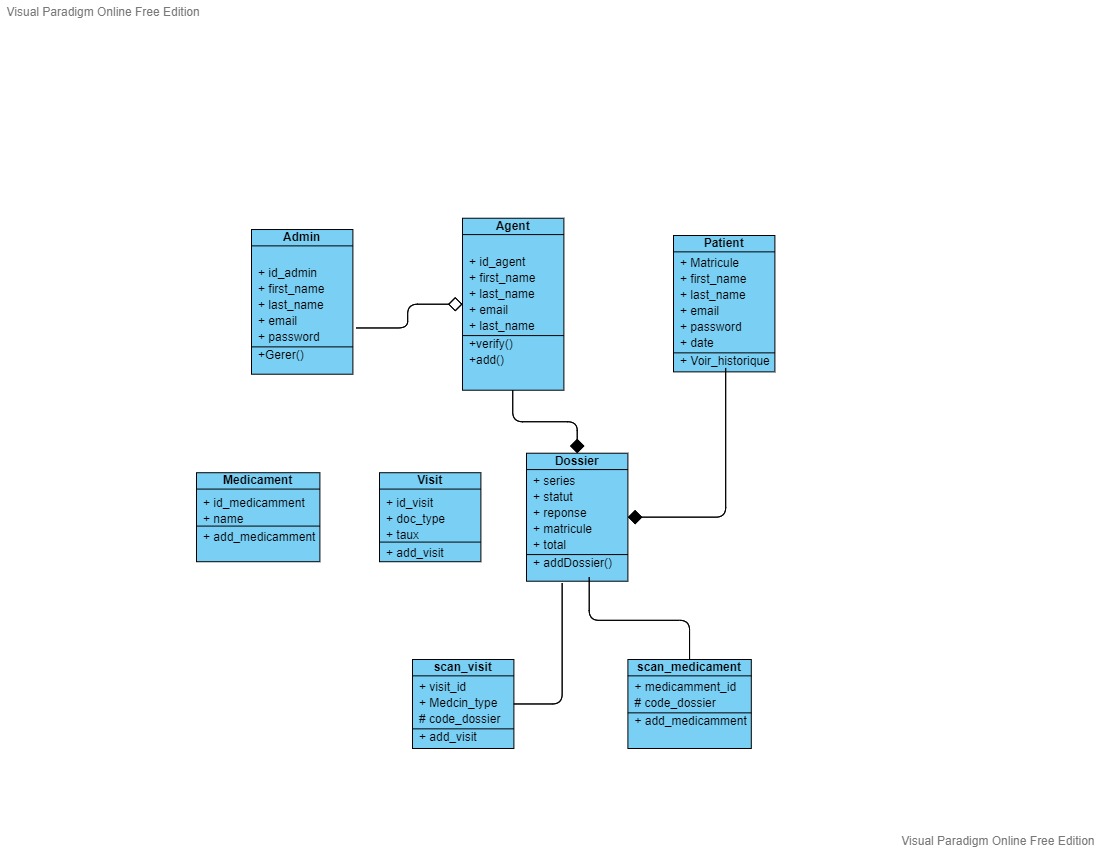 Visual Paradigm Online Free Edition
Admin
+ id_admin
+ first_name
+ last_name
+ email
+ password
+Gerer()
Agent
+ id_agent
+ first_name
+ last_name
+ email
+ last_name
+verify()
+add()
Patient
+ Matricule
+ first_name
+ last_name
+ email
+ password
+ date
+ Voir_historique
Medicament
+ id_medicamment
+ name
+ add_medicamment
Visit
+ id_visit
+ doc_type
+ taux
+ add_visit
Dossier
+ series
+ statut
+ reponse
+ matricule
+ total
+ addDossier()
scan_visit
+ visit_id
+ Medcin_type
# code_dossier
+ add_visit
scan_medicament
+ medicamment_id
# code_dossier
+ add_medicamment
Visual Paradigm Online Free Edition